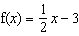 f(x) = 1/2 x − 3